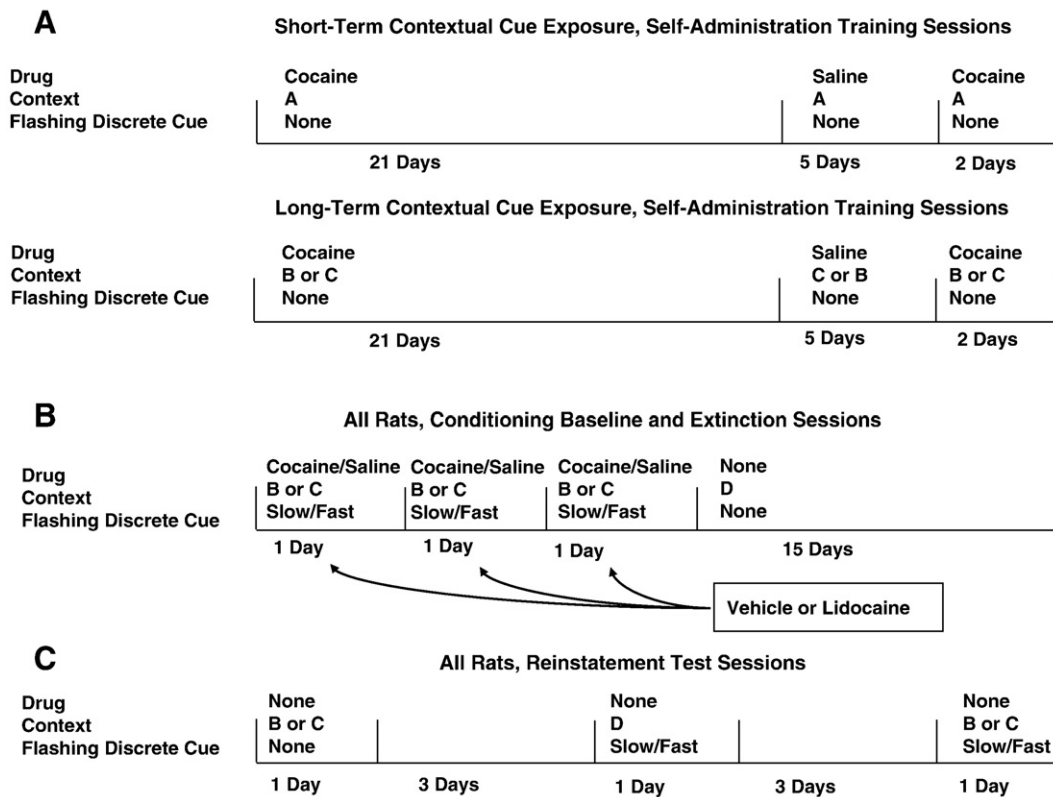 A
Short-Term Contextual Cue Exposure, Self-Administration Training Sessions
Drug Cocaine Saline Cocaine
Context A A A
Flashing Discrete Cue None None None
21 Days 5 Days 2 Days
Long-Term Contextual Cue Exposure, Self-Administration Training Sessions
Drug Cocaine Saline Cocaine
Context B or C C or B B or C
Flashing Discrete Cue None None None
21 Days 5 Days 2 Days
B
All Rats, Conditioning Baseline and Extinction Sessions
Drug Cocaine/Saline Cocaine/Saline Cocaine/Saline None
Context B or C B or C B or C D
Flashing Discrete Cue Slow/Fast Slow/Fast Slow/Fast None
1 Day 1 Day 1 Day 15 Days
Vehicle or Lidocaine
C
All Rats, Reinstatement Test Sessions
Drug None None None
Context B or C D B or C
Flashing Discrete Cue None Slow/Fast Slow/Fast
1 Day 3 Days 1 Day 3 Days 1 Day